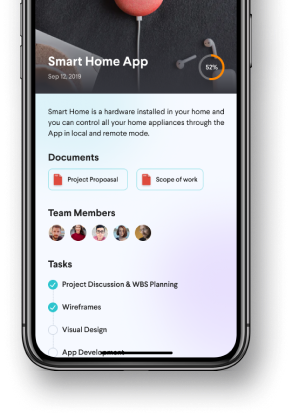 Smart Home App
Sep 12, 2019
52%
Smart Home is a hardware installed in your home and
you can control all your home appliances through the
App in local and remote mode.
Documents
Project Propoasal
Scope of work
Team Members
Tasks
Project Discussion & WBS Planning
Wireframes
Visual Design
App Development